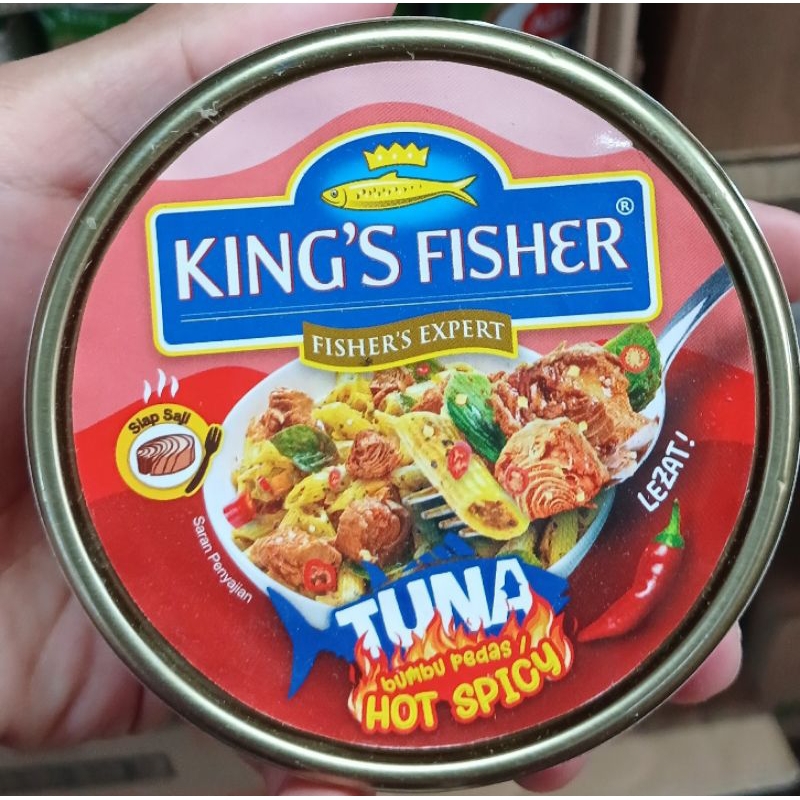 KING'S FISHER®
FISHER'S EXPERT
Siap Saji
LEZAT!
Saran Penyajian
TUNA
bumbu pedas /
HOT SPICY